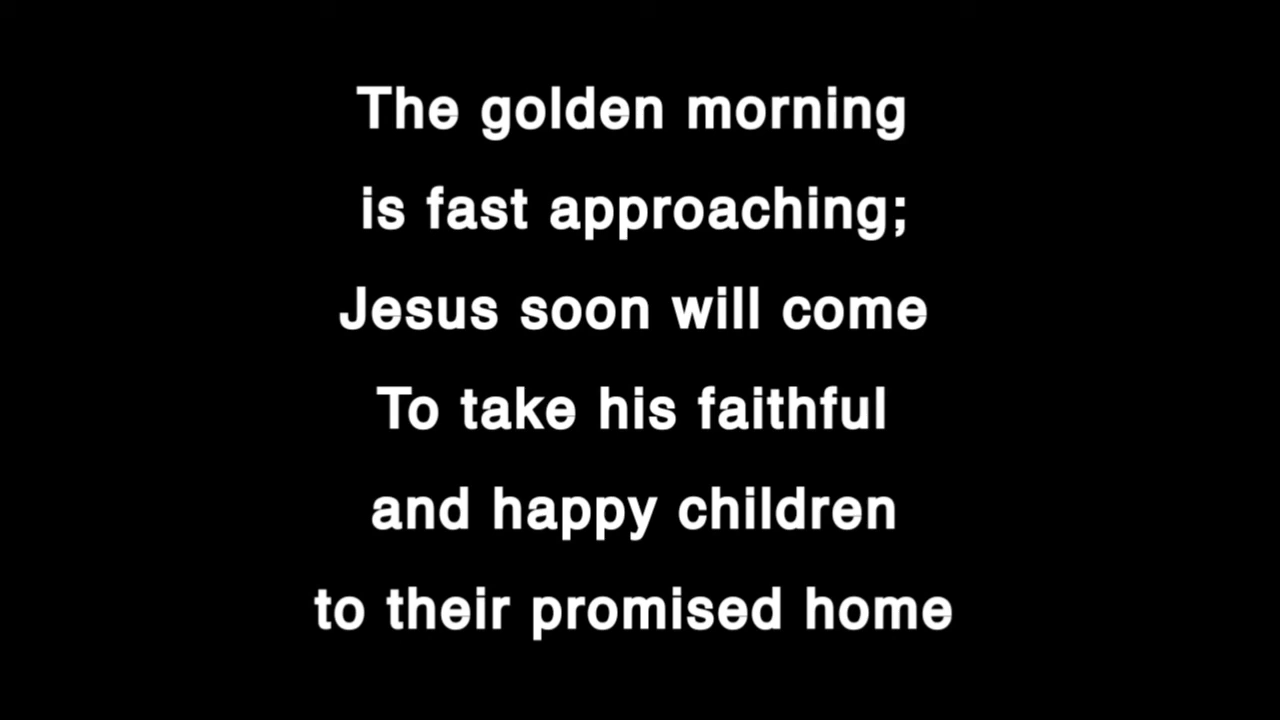 The golden morning
is fast approaching;
Jesus soon will come
To take his faithful
and happy children
to their promised home